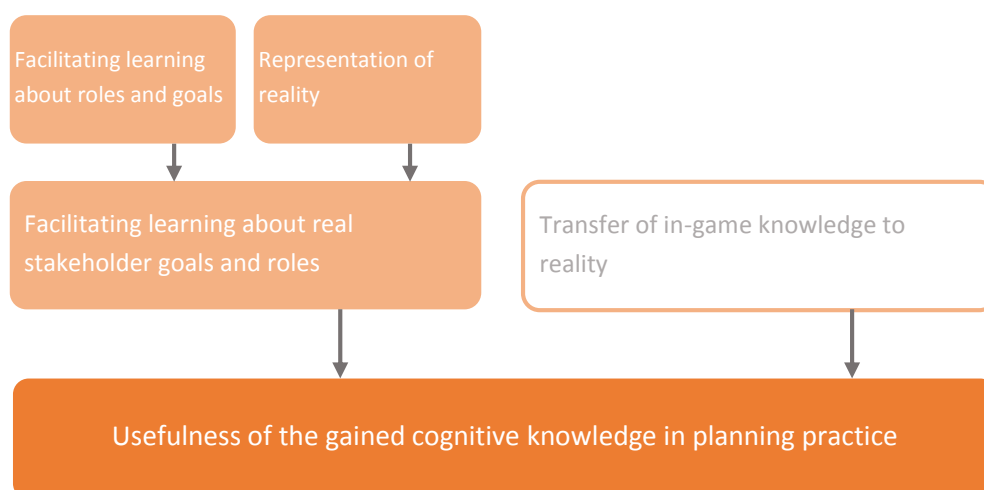 Facilitating learning
about roles and goals
Representation of
reality
Facilitating learning about real
stakeholder goals and roles
Transfer of in-game knowledge to
reality
Usefulness of the gained cognitive knowledge in planning practice